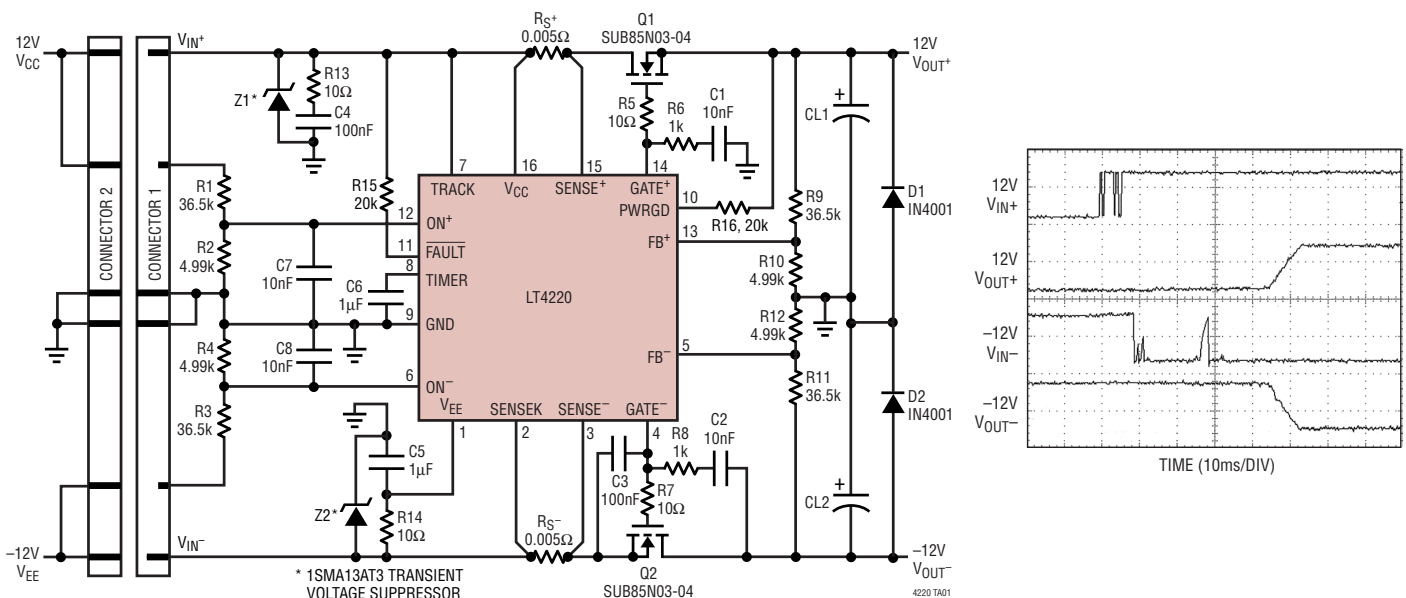 12V
VCC
CONNECTOR 2
CONNECTOR 1
VIN+
Z1*
R13
10Ω
C4
100nF
RS+
0.005Ω
Q1
SUB85N03-04
R5
10Ω
R6
1k
C1
10nF
12V
VOUT+
CL1
D1
IN4001
R1
36.5k
R2
4.99k
R4
4.99k
R3
36.5k
C7
10nF
C8
10nF
R15
20k
C6
1µF
7
TRACK
16
VCC
15
SENSE+
14
GATE+
12
ON+
11
FAULT
8
TIMER
9
GND
6
ON–
LT4220
10
PWRGD
R16, 20k
13
FB+
5
FB–
VEE
1
SENSEK
2
SENSE–
3
GATE–
4
R9
36.5k
R10
4.99k
R12
4.99k
R11
36.5k
D2
IN4001
C5
1µF
Z2*
R14
10Ω
RS–
0.005Ω
C3
100nF
R8
1k
C2
10nF
R7
10Ω
Q2
SUB85N03-04
CL2
–12V
VEE
VIN–
* 1SMA13AT3 TRANSIENT
VOLTAGE SUPPRESSOR
–12V
VOUT–
4220 TA01
12V
VIN+
12V
VOUT+
–12V
VIN–
–12V
VOUT–
TIME (10ms/DIV)